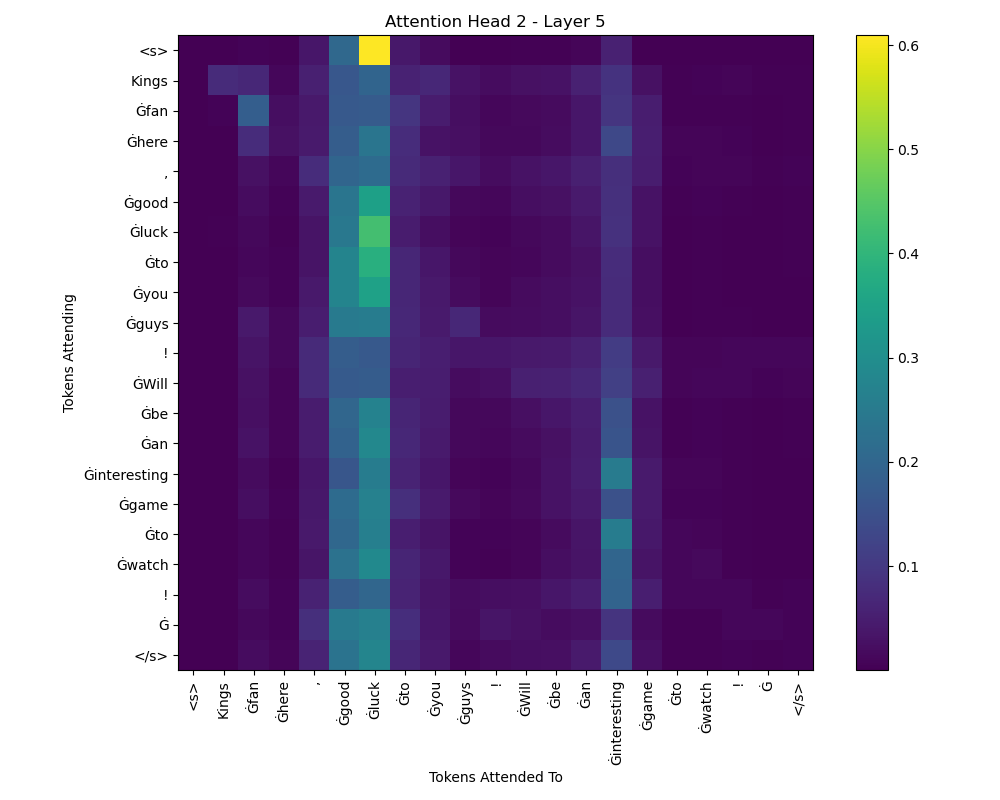 Attention Head 2 - Layer 5
Tokens Attending
<s>
Kings
Ġfan
Ġhere
,
Ġgood
Ġluck
Ġto
Ġyou
Ġguys
!
ĠWill
Ġbe
Ġan
Ġinteresting
Ġgame
Ġto
Ġwatch
!
Ġ
</s>
<s>
Kings
Ġfan
Ġhere
,
Ġgood
Ġluck
Ġto
Ġyou
Ġguys
!
ĠWill
Ġbe
Ġan
Ġinteresting
Ġgame
Ġto
Ġwatch
!
Ġ
</s>
Tokens Attended To
0.6
0.5
0.4
0.3
0.2
0.1